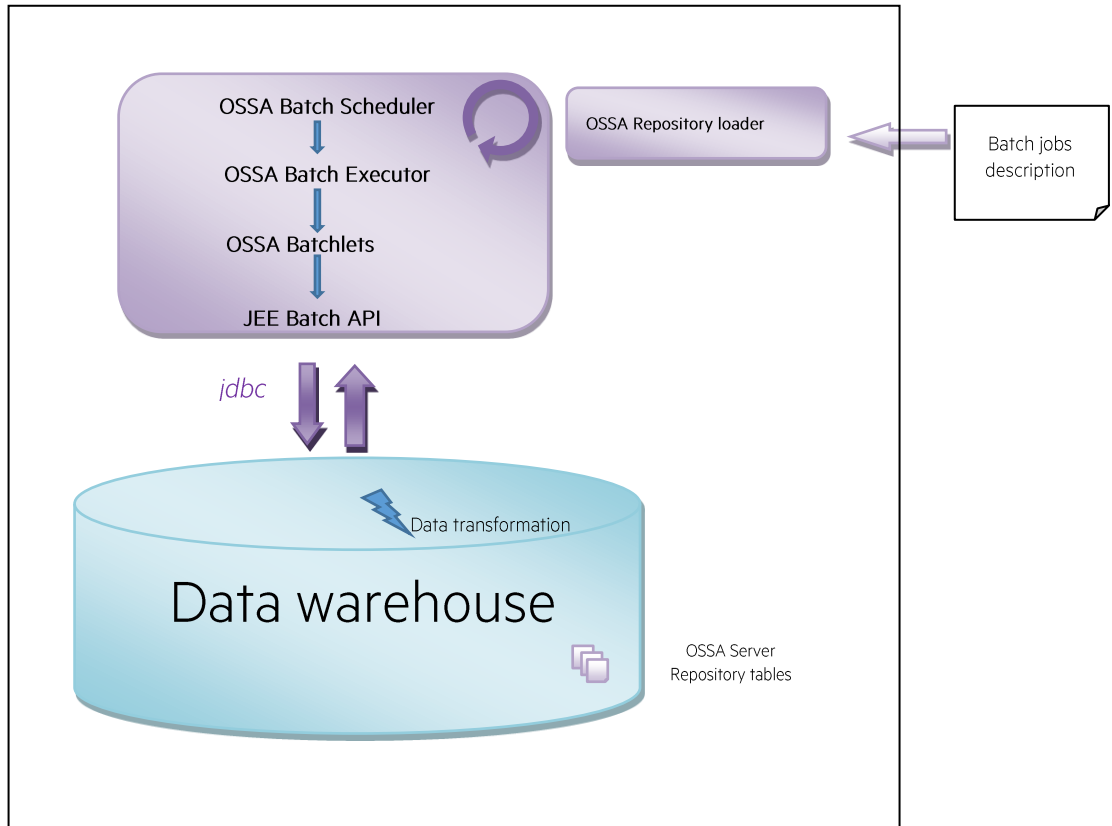 OSSA Batch Scheduler
OSSA Batch Executor
OSSA Batchlets
JEE Batch API
OSSA Repository loader
Batch jobs
description
jdbc
Data transformation
Data warehouse
OSSA Server
Repository tables